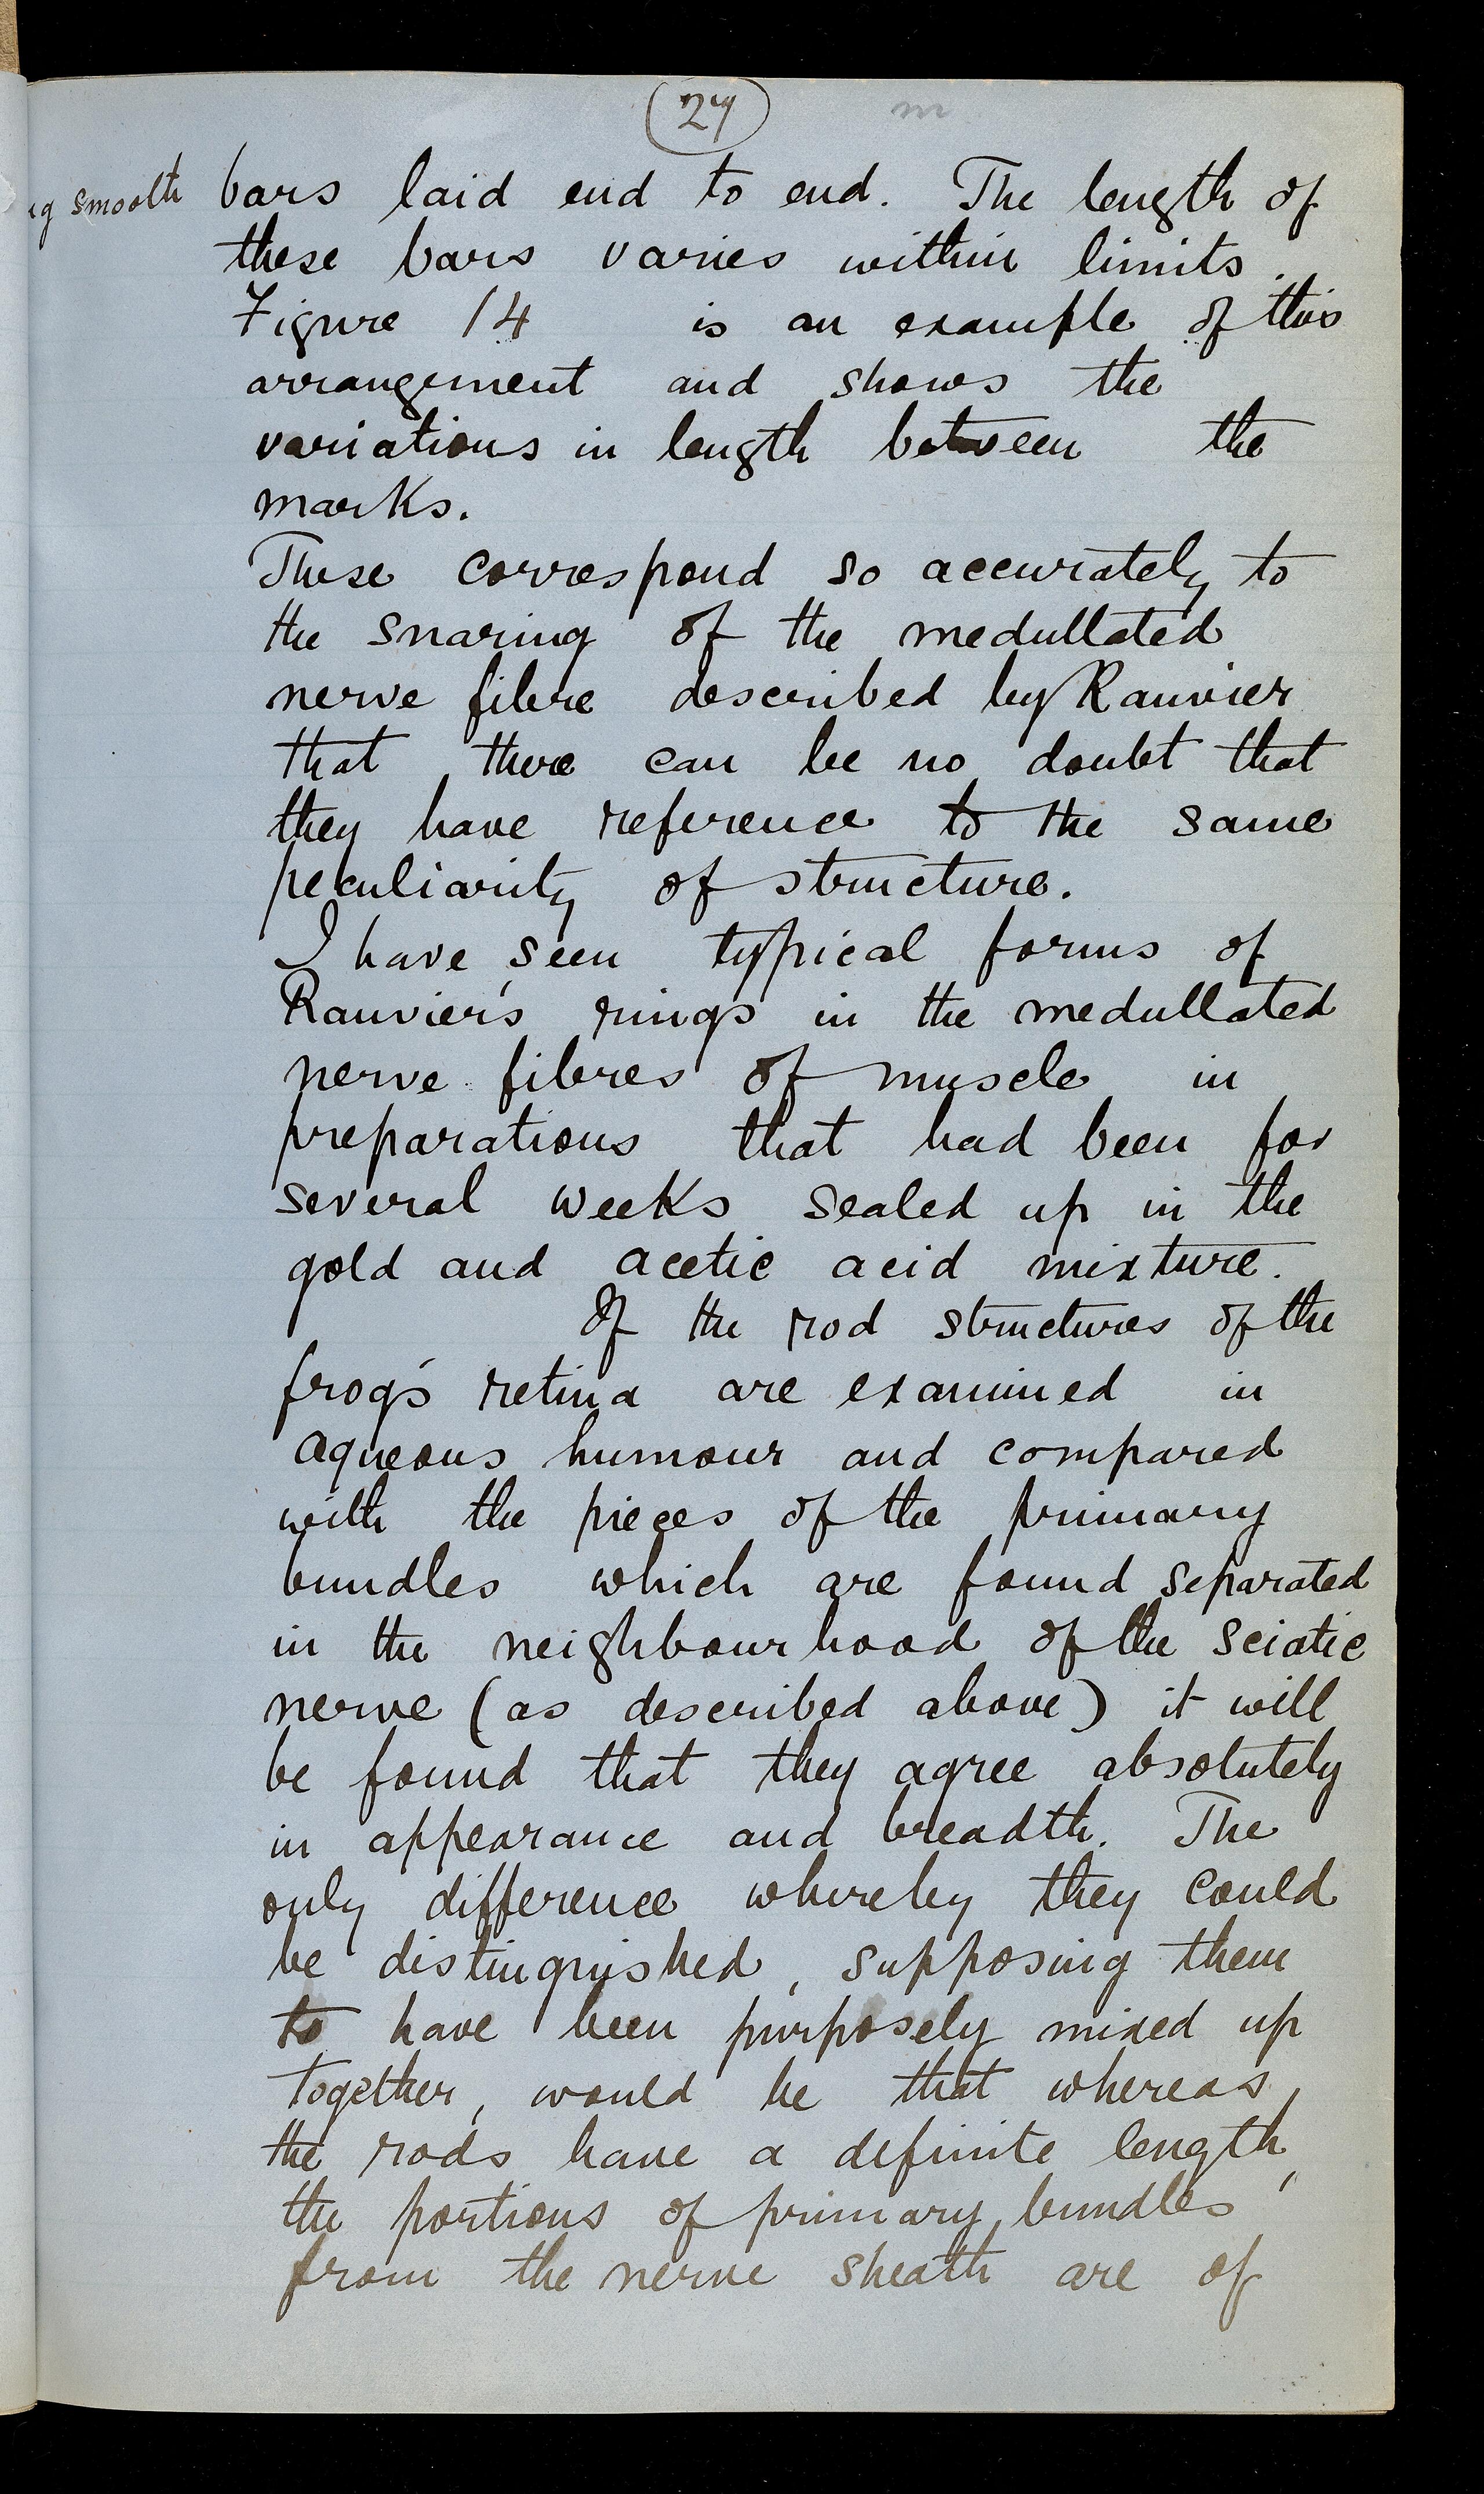 27
smooth bars laid end to end. The length of
these bars varies within limits.
Figure 14 is an example of this
arrangement and shows the
variations in length between the
marks.
These correspond so accurately to
the snaring of the medullated
nerve fibre described by Ranvier
that there can be no doubt that
they have reference to the same
peculiarity of structure.
I have seen typical forms of
Ranvier's rings in the medullated
nerve fibres of muscle in
preparations that had been for
several weeks sealed up in the
gold and acetic acid mixture.
If the rod structures of the
frog's retina are examined in
aqueous humour and compared
with the pieces of the primary
bundles which are found separated
in the neighbourhood of the sciatic
nerve (as described above) it will
be found that they agree absolutely
in appearance and breadth. The
only difference whereby they could
be distinguished, supposing them
to have been purposely mixed up
together, would be that whereas
the rods have a definite length,
the portions of primary bundles
from the nerve sheath are of